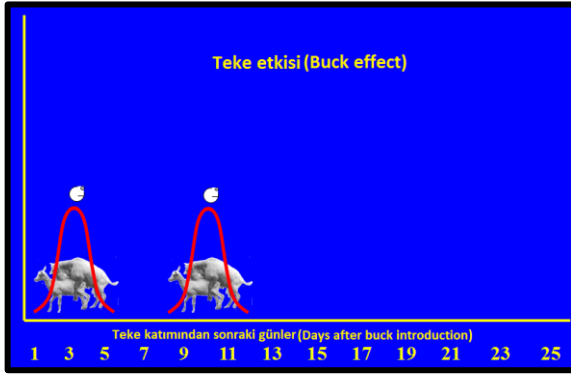 Teke etkisi (Buck effect)
Teke katımından sonraki günler (Days after buck introduction)
1 3 5 7 9 11 13 15 17 19 21 23 25